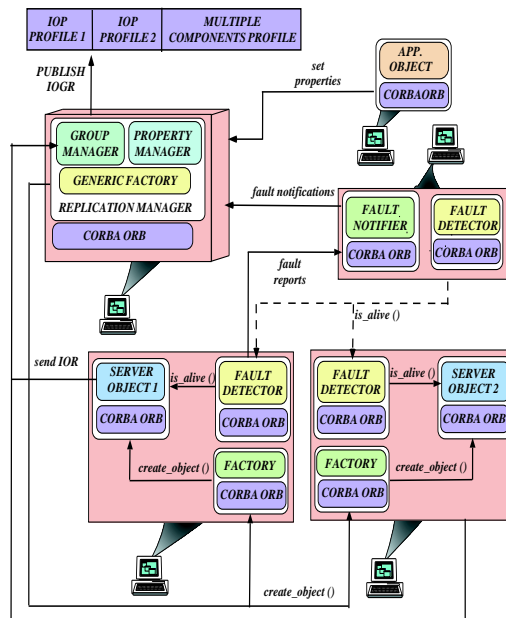 IOP
PROFILE 1
IOP
PROFILE 2
MULTIPLE
COMPONENTS PROFILE
PUBLISH
IOGR
set
properties
APP.
OBJECT
CORBAORB
GROUP
MANAGER
PROPERTY
MANAGER
GENERIC FACTORY
REPLICATION MANAGER
CORBA ORB
fault notifications
FAULT
NOTIFIER
CORBA ORB
FAULT
DETECTOR
CORBA ORB
fault
reports
is_alive ()
send IOR
SERVER
OBJECT 1
CORBA ORB
is_alive ()
FAULT
DETECTOR
CORBA ORB
create_object ()
FACTORY
CORBA ORB
FAULT
DETECTOR
CORBA ORB
is_alive ()
SERVER
OBJECT 2
CORBA ORB
FACTORY
CORBA ORB
create_object ()
create_object ()